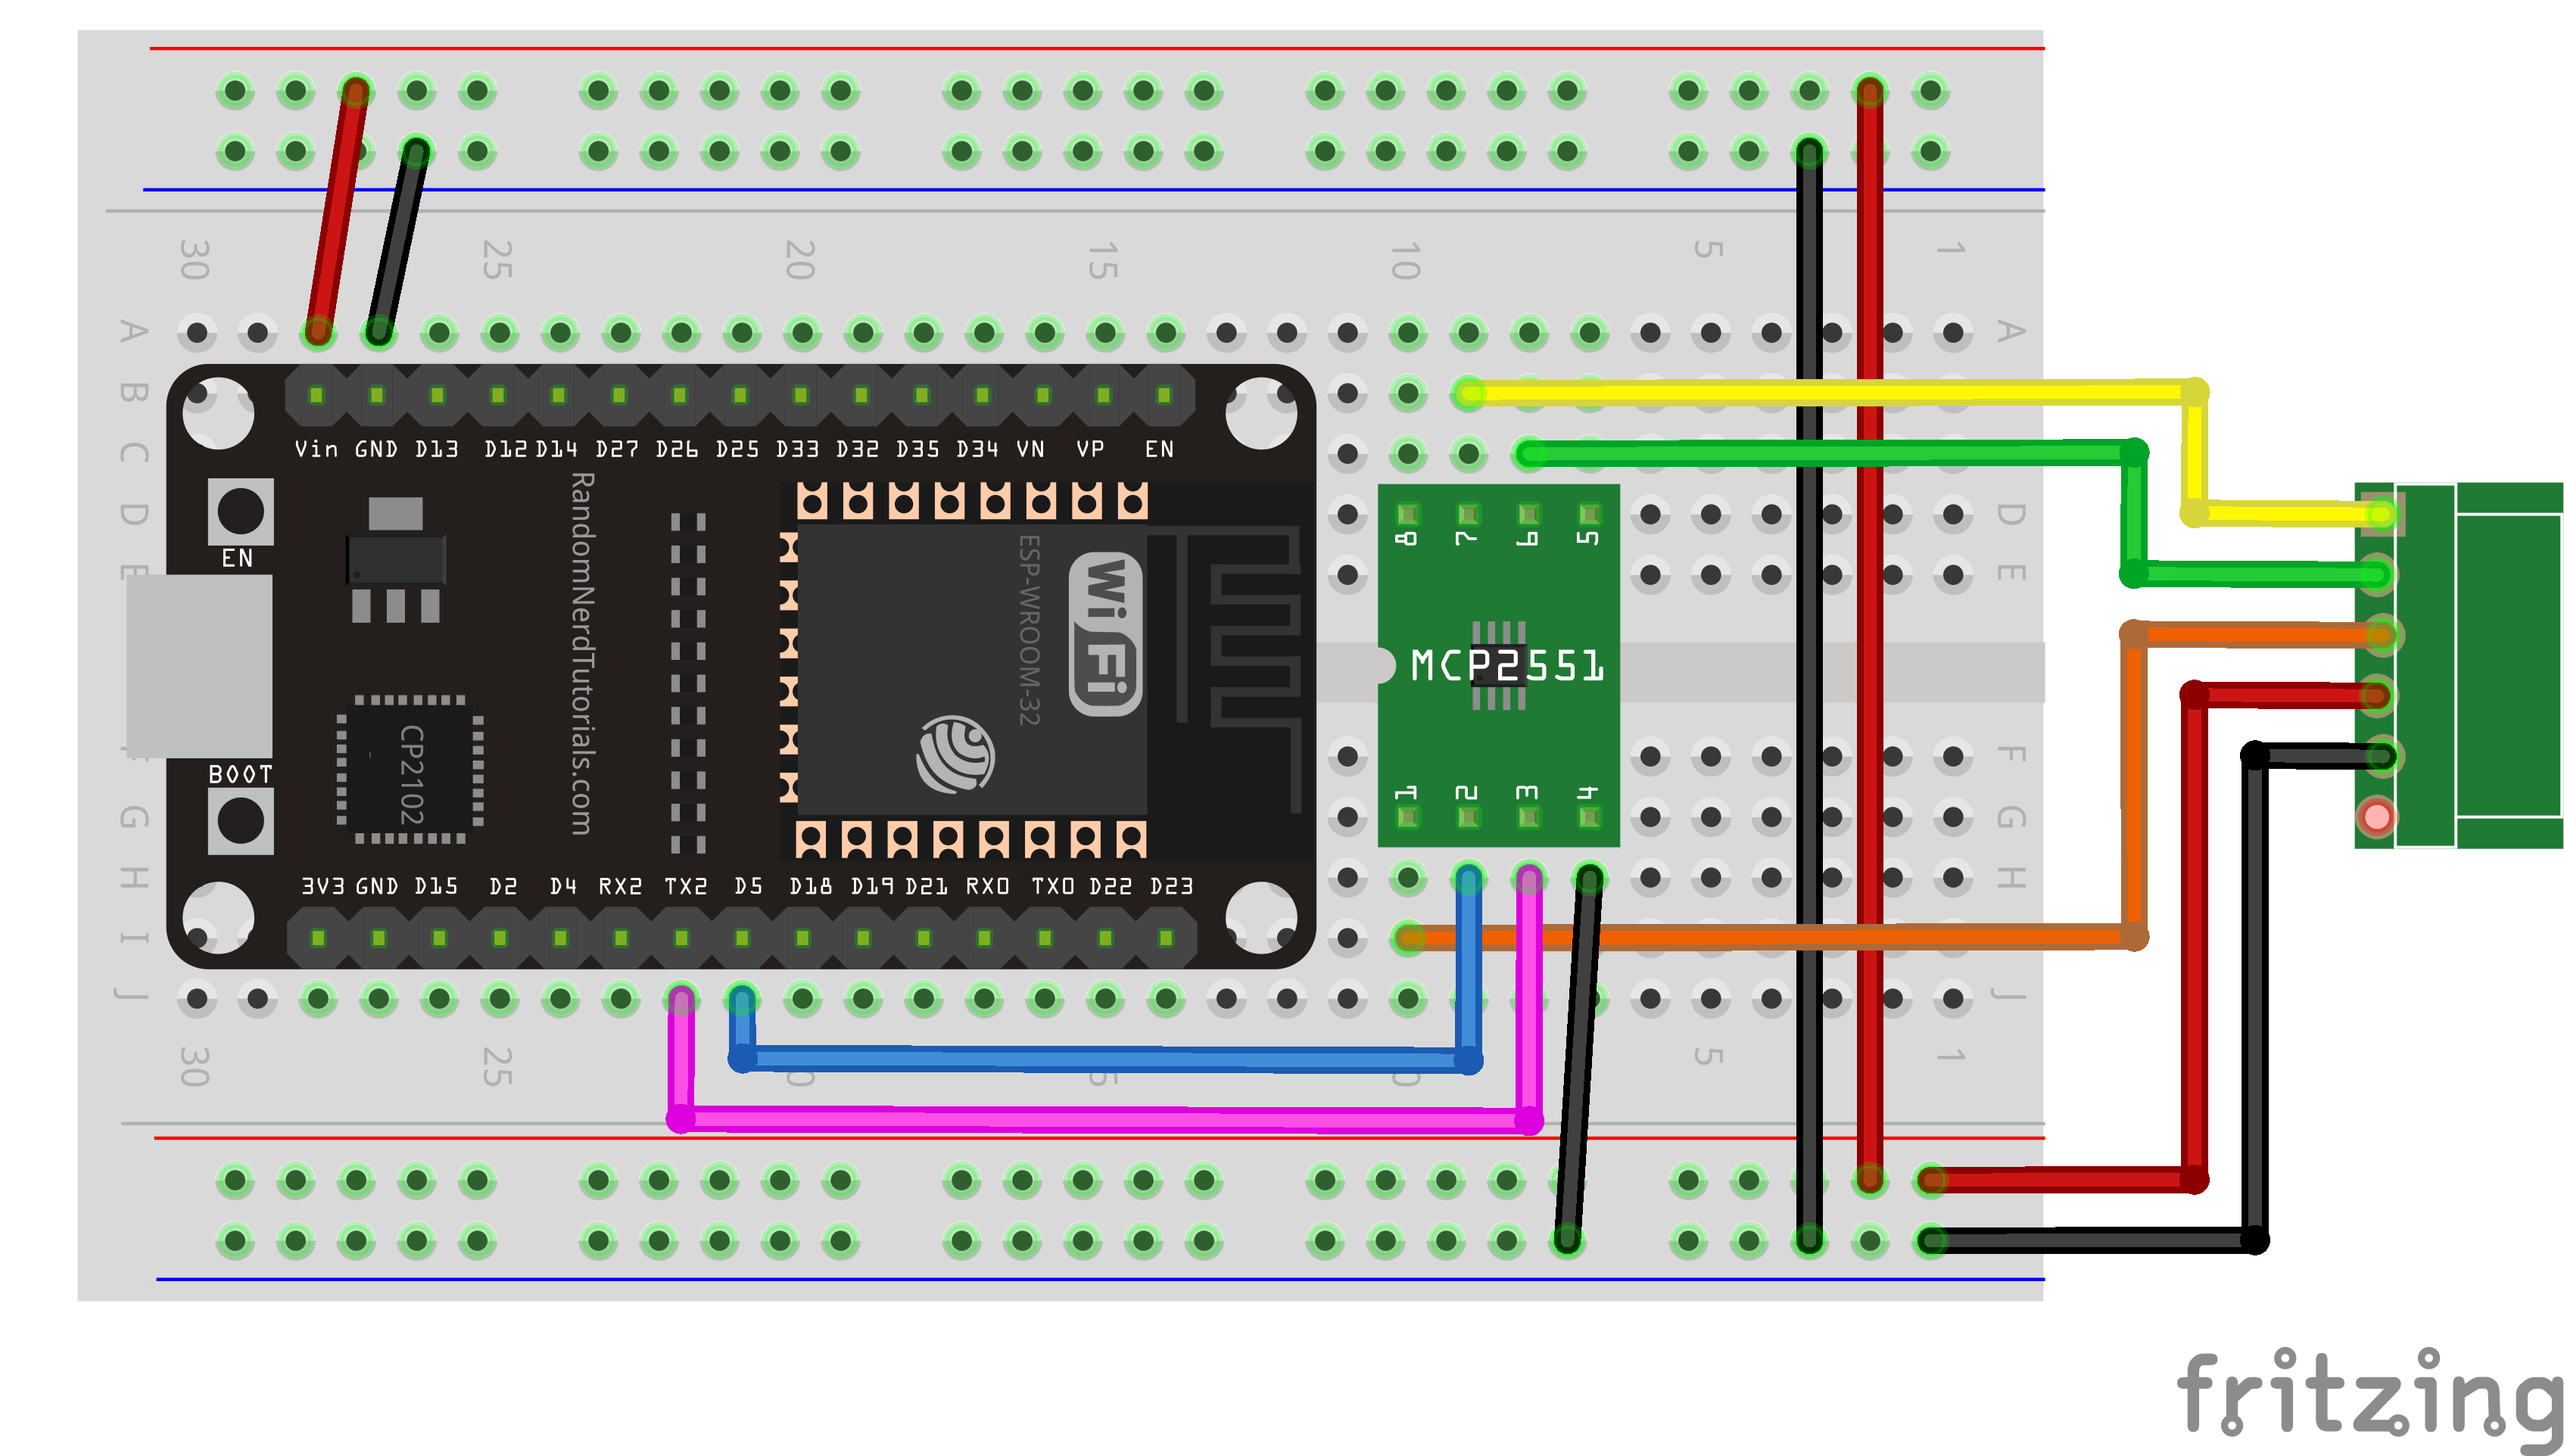 30 25 20 15 10 5 1
A A
B
C
D D
E E
F
G G
H H
I I
J J
Vin GND D13 D12 D14 D27 D26 D25 D33 D32 D35 D34 VN VP EN
EN
BOOT
CP2102
RandomNerdTutorials.com
ESP-WROOM-32
Wi Fi
3V3 GND D15 D2 D4 RX2 TX2 D5 D18 D19 D21 RX0 TX0 D22 D23
8 7 6 5
MCP2551
1 2 3 4
30 25 5 1
fritzing